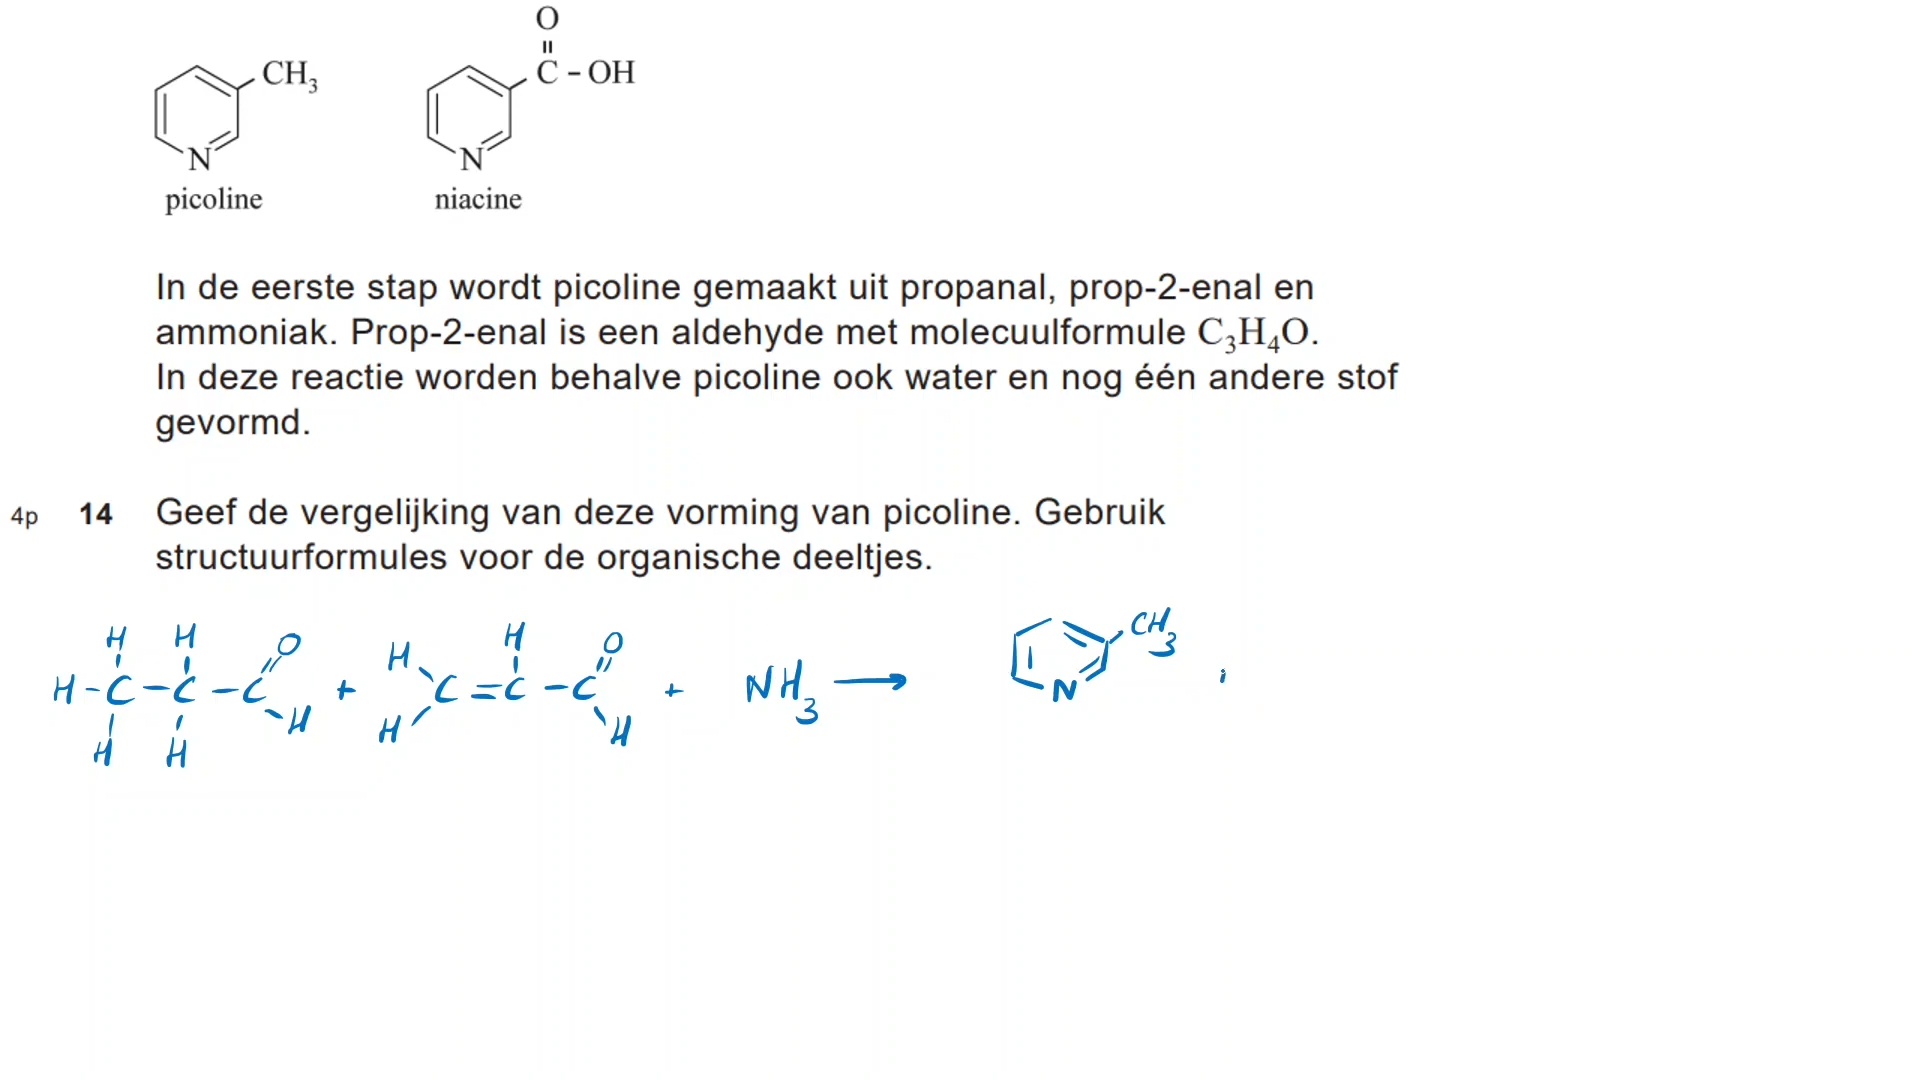 O
CH₃ C - OH
N N
picoline niacine
In de eerste stap wordt picoline gemaakt uit propanal, prop-2-enal en
ammoniak. Prop-2-enal is een aldehyde met molecuulformule C₃H₄O.
In deze reactie worden behalve picoline ook water en nog één andere stof
gevormd.
4p 14 Geef de vergelijking van deze vorming van picoline. Gebruik
structuurformules voor de organische deeltjes.
H H O H H O CH₃
H-C-C-C + C=C-C + NH₃ → N
H H H H H